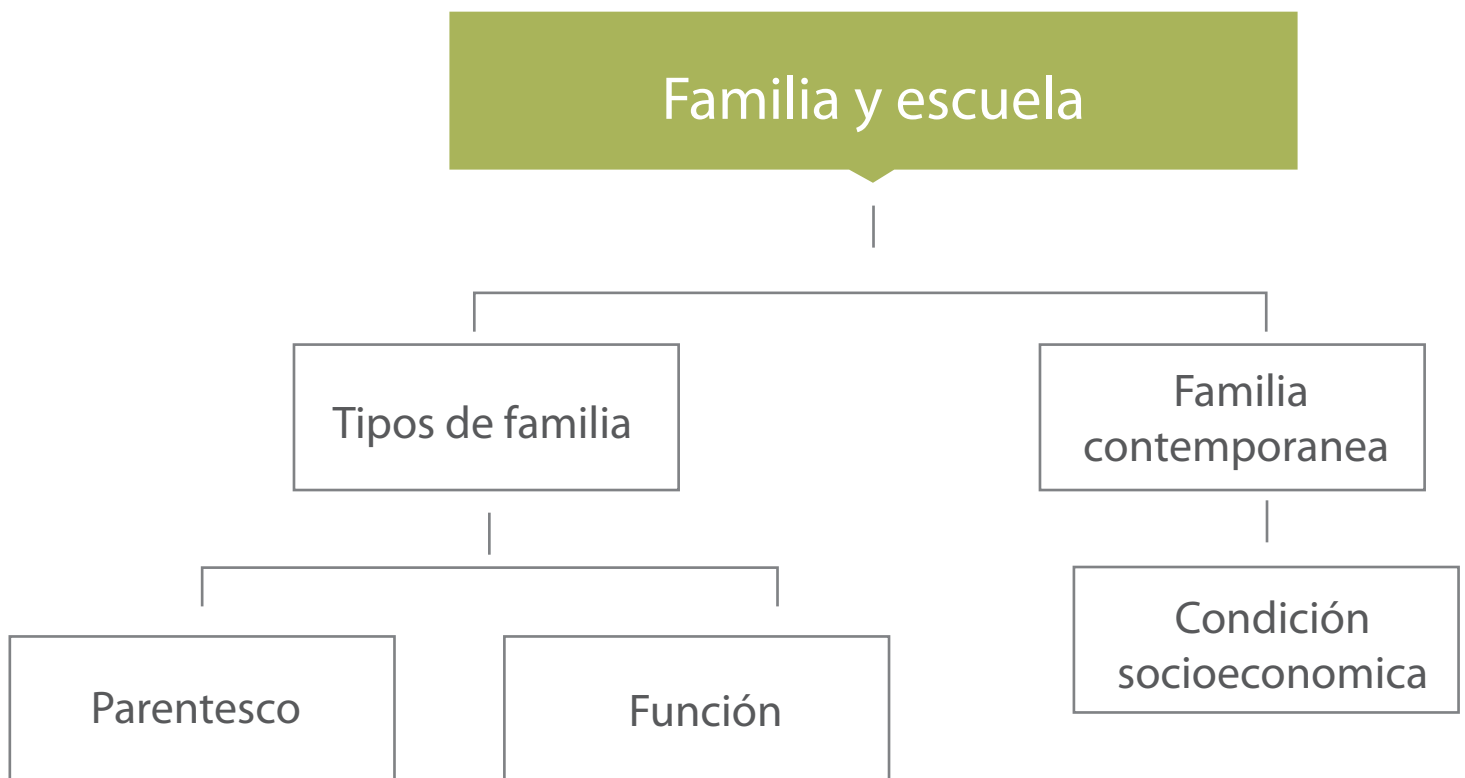 Familia y escuela
Tipos de familia
Familia
contemporanea
Parentesco
Función
Condición
socioeconomica